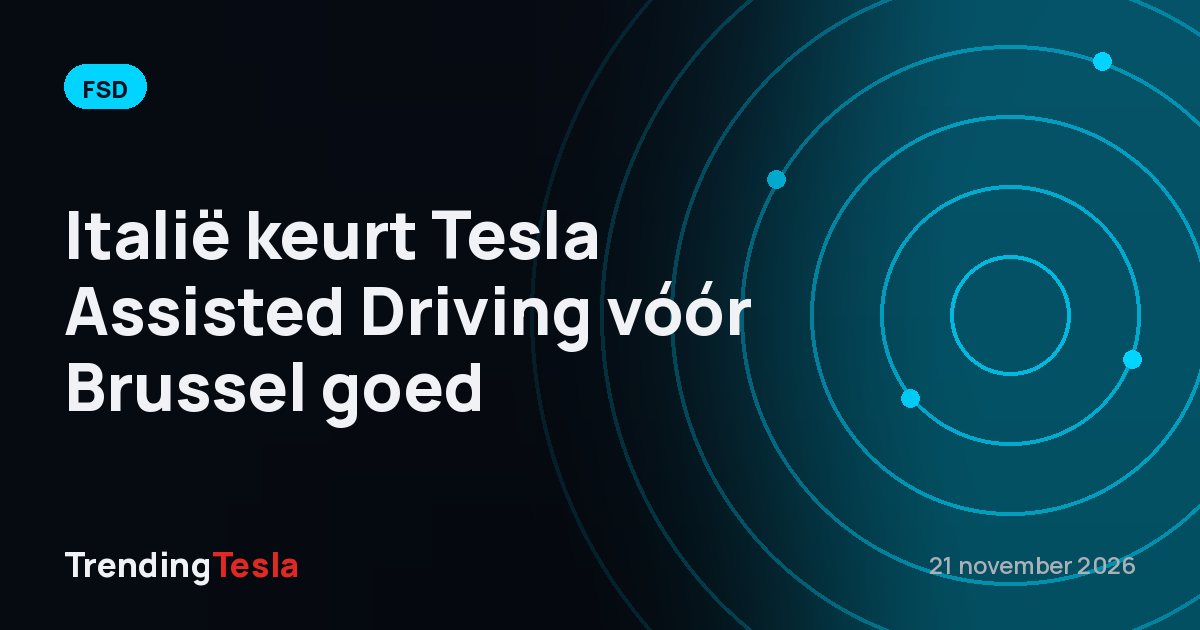 FSD
Italië keurt Tesla
Assisted Driving vóór
Brussel goed
TrendingTesla
21 november 2026